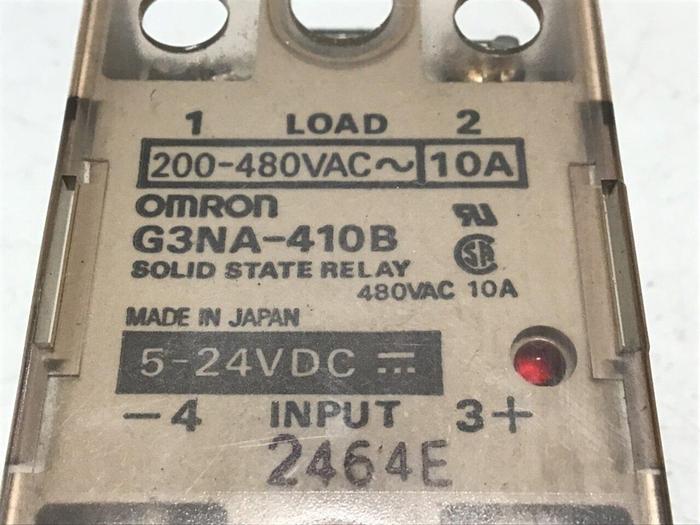 1 LOAD 2
200-480VAC~ 10A
OMRON
G3NA-410B
SOLID STATE RELAY
480VAC 10A
MADE IN JAPAN
5-24VDC ⎓
-4 INPUT 3+
2464E